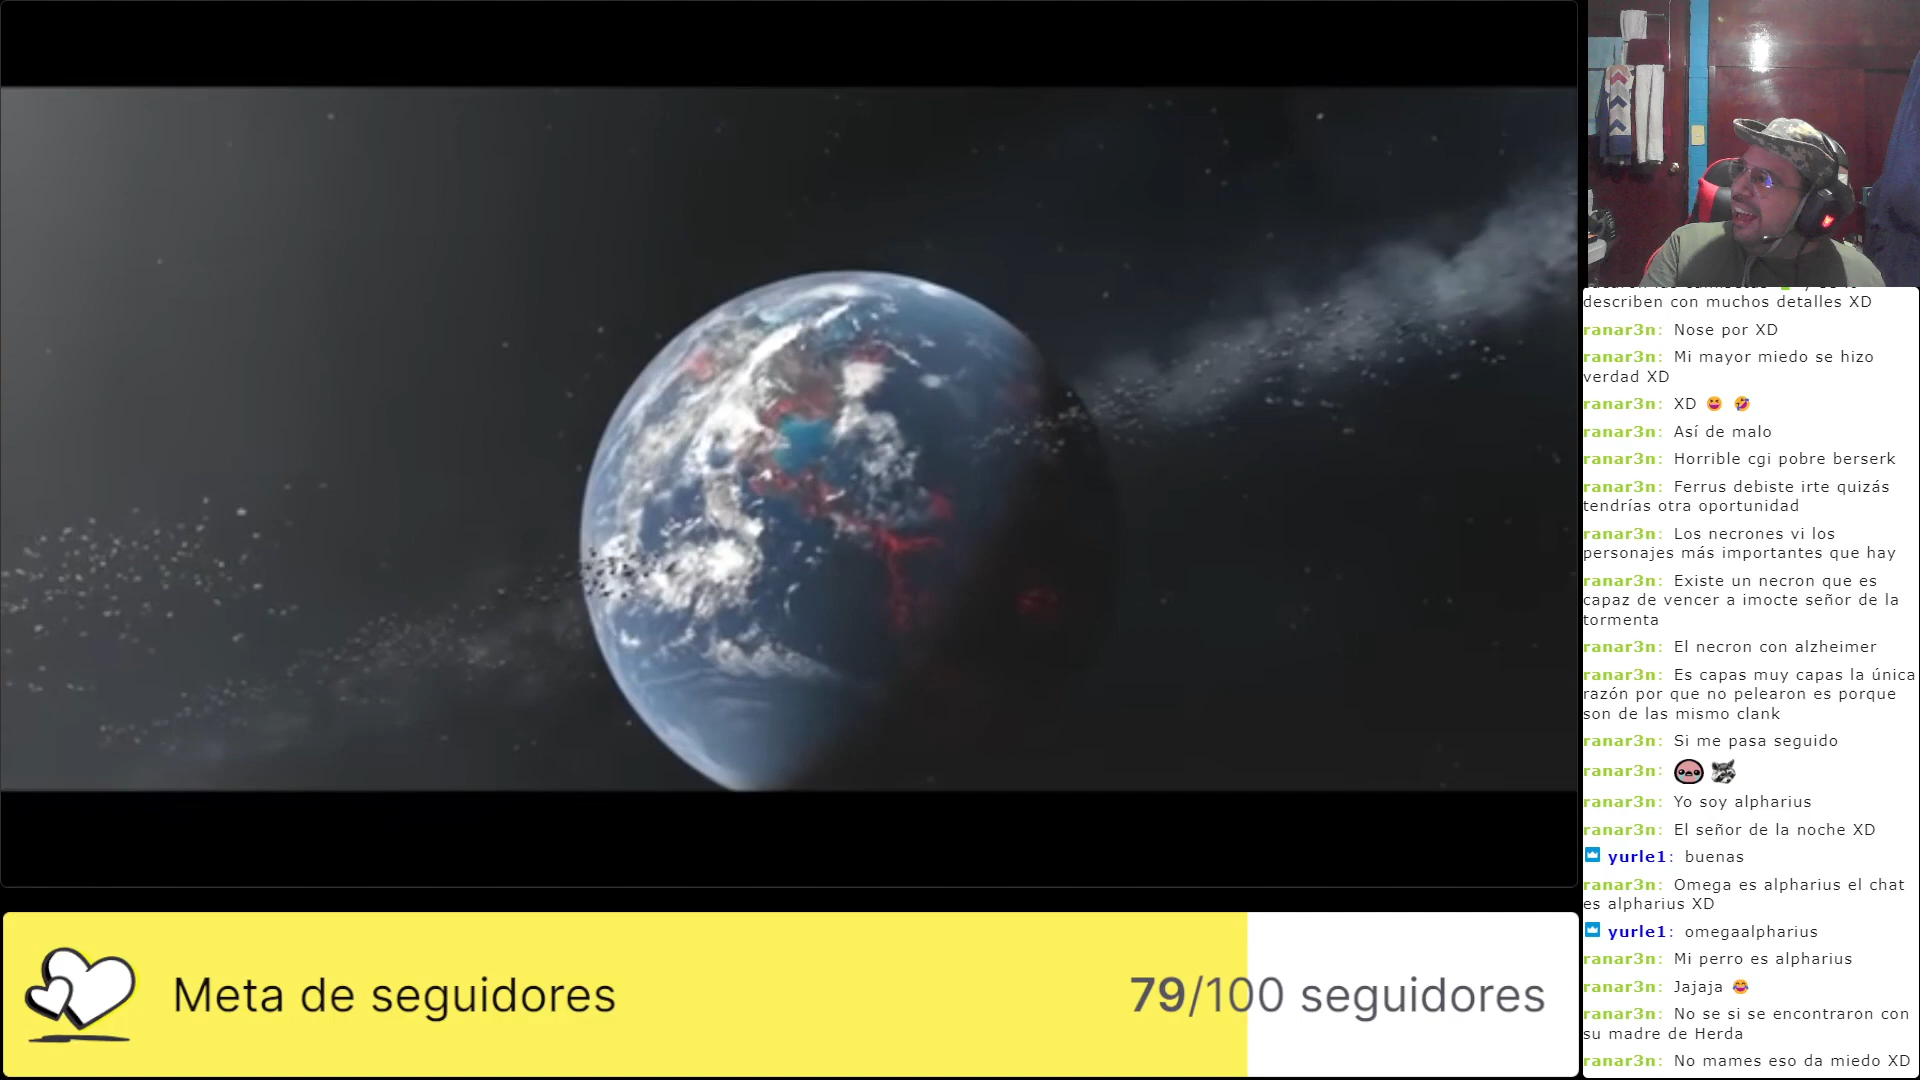 describen con muchos detalles XD
ranar3n: Nose por XD
ranar3n: Mi mayor miedo se hizo
verdad XD
ranar3n: XD 😆 🤣
ranar3n: Así de malo
ranar3n: Horrible cgi pobre berserk
ranar3n: Ferrus debiste irte quizás
tendrías otra oportunidad
ranar3n: Los necrones vi los
personajes más importantes que hay
ranar3n: Existe un necron que es
capaz de vencer a imocte señor de la
tormenta
ranar3n: El necron con alzheimer
ranar3n: Es capas muy capas la única
razón por que no pelearon es porque
son de las mismo clank
ranar3n: Si me pasa seguido
ranar3n:
ranar3n: Yo soy alpharius
ranar3n: El señor de la noche XD
yurle1: buenas
ranar3n: Omega es alpharius el chat
es alpharius XD
yurle1: omegaalpharius
ranar3n: Mi perro es alpharius
ranar3n: Jajaja 😂
ranar3n: No se si se encontraron con
su madre de Herda
ranar3n: No mames eso da miedo XD
Meta de seguidores
79/100 seguidores